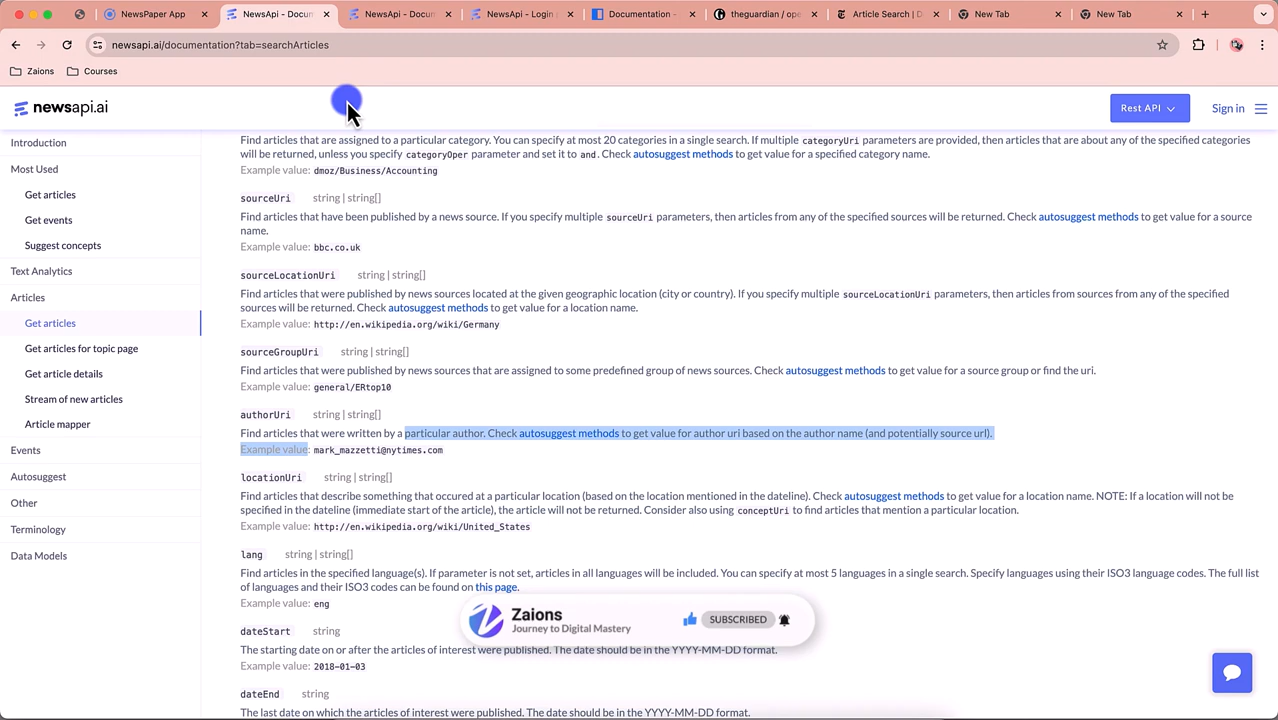 NewsPaper App
NewsApi - Docum
NewsApi - Docum
NewsApi - Login
Documentation -
theguardian / ope
Article Search | D
New Tab
New Tab
newsapi.ai/documentation?tab=searchArticles
Zaions
Courses
newsapi.ai
Rest API
Sign in
Introduction
Most Used
Get articles
Get events
Suggest concepts
Text Analytics
Articles
Get articles
Get articles for topic page
Get article details
Stream of new articles
Article mapper
Events
Autosuggest
Other
Terminology
Data Models
Find articles that are assigned to a particular category. You can specify at most 20 categories in a single search. If multiple categoryUri parameters are provided, then articles that are about any of the specified categories
will be returned, unless you specify categoryOper parameter and set it to and. Check autosuggest methods to get value for a specified category name.
Example value: dmoz/Business/Accounting
sourceUri string | string[]
Find articles that have been published by a news source. If you specify multiple sourceUri parameters, then articles from any of the specified sources will be returned. Check autosuggest methods to get value for a source
name.
Example value: bbc.co.uk
sourceLocationUri string | string[]
Find articles that were published by news sources located at the given geographic location (city or country). If you specify multiple sourceLocationUri parameters, then articles from sources from any of the specified
sources will be returned. Check autosuggest methods to get value for a location name.
Example value: http://en.wikipedia.org/wiki/Germany
sourceGroupUri string | string[]
Find articles that were published by news sources that are assigned to some predefined group of news sources. Check autosuggest methods to get value for a source group or find the uri.
Example value: general/ERtop10
authorUri string | string[]
Find articles that were written by a particular author. Check autosuggest methods to get value for author uri based on the author name (and potentially source url).
Example value: mark_mazzetti@nytimes.com
locationUri string | string[]
Find articles that describe something that occured at a particular location (based on the location mentioned in the dateline). Check autosuggest methods to get value for a location name. NOTE: If a location will not be
specified in the dateline (immediate start of the article), the article will not be returned. Consider also using conceptUri to find articles that mention a particular location.
Example value: http://en.wikipedia.org/wiki/United_States
lang string | string[]
Find articles in the specified language(s). If parameter is not set, articles in all languages will be included. You can specify at most 5 languages in a single search. Specify languages using their ISO3 language codes. The full list
of languages and their ISO3 codes can be found on this page.
Example value: eng
Zaions
Journey to Digital Mastery
SUBSCRIBED
dateStart string
The starting date on or after the articles of interest were published. The date should be in the YYYY-MM-DD format.
Example value: 2018-01-03
dateEnd string
The last date on which the articles of interest were published. The date should be in the YYYY-MM-DD format.